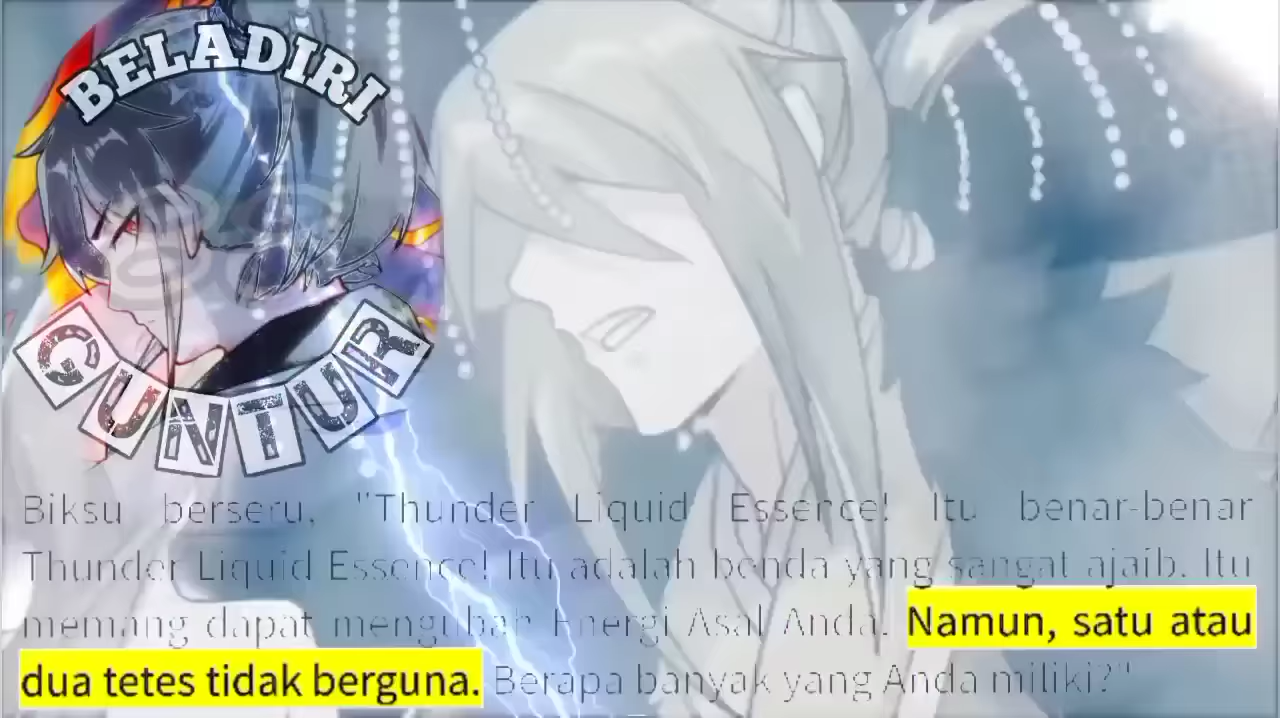 BELADIRI
GUNTUR
Biksu berseru, "Thunder Liquid Essence! Itu benar-benar
Thunder Liquid Essence! Itu adalah benda yang sangat ajaib. Itu
memang dapat mengubah Energi Asal Anda. Namun, satu atau
dua tetes tidak berguna. Berapa banyak yang Anda miliki?"